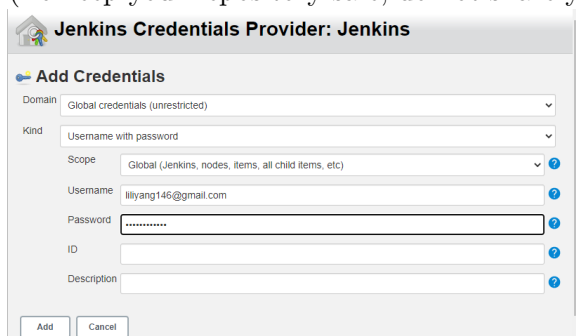 Jenkins Credentials Provider: Jenkins
Add Credentials
Domain
Global credentials (unrestricted)
Kind
Username with password
Scope
Global (Jenkins, nodes, items, all child items, etc)
Username
liliyang146@gmail.com
Password
••••••••••••
ID
Description
Add Cancel